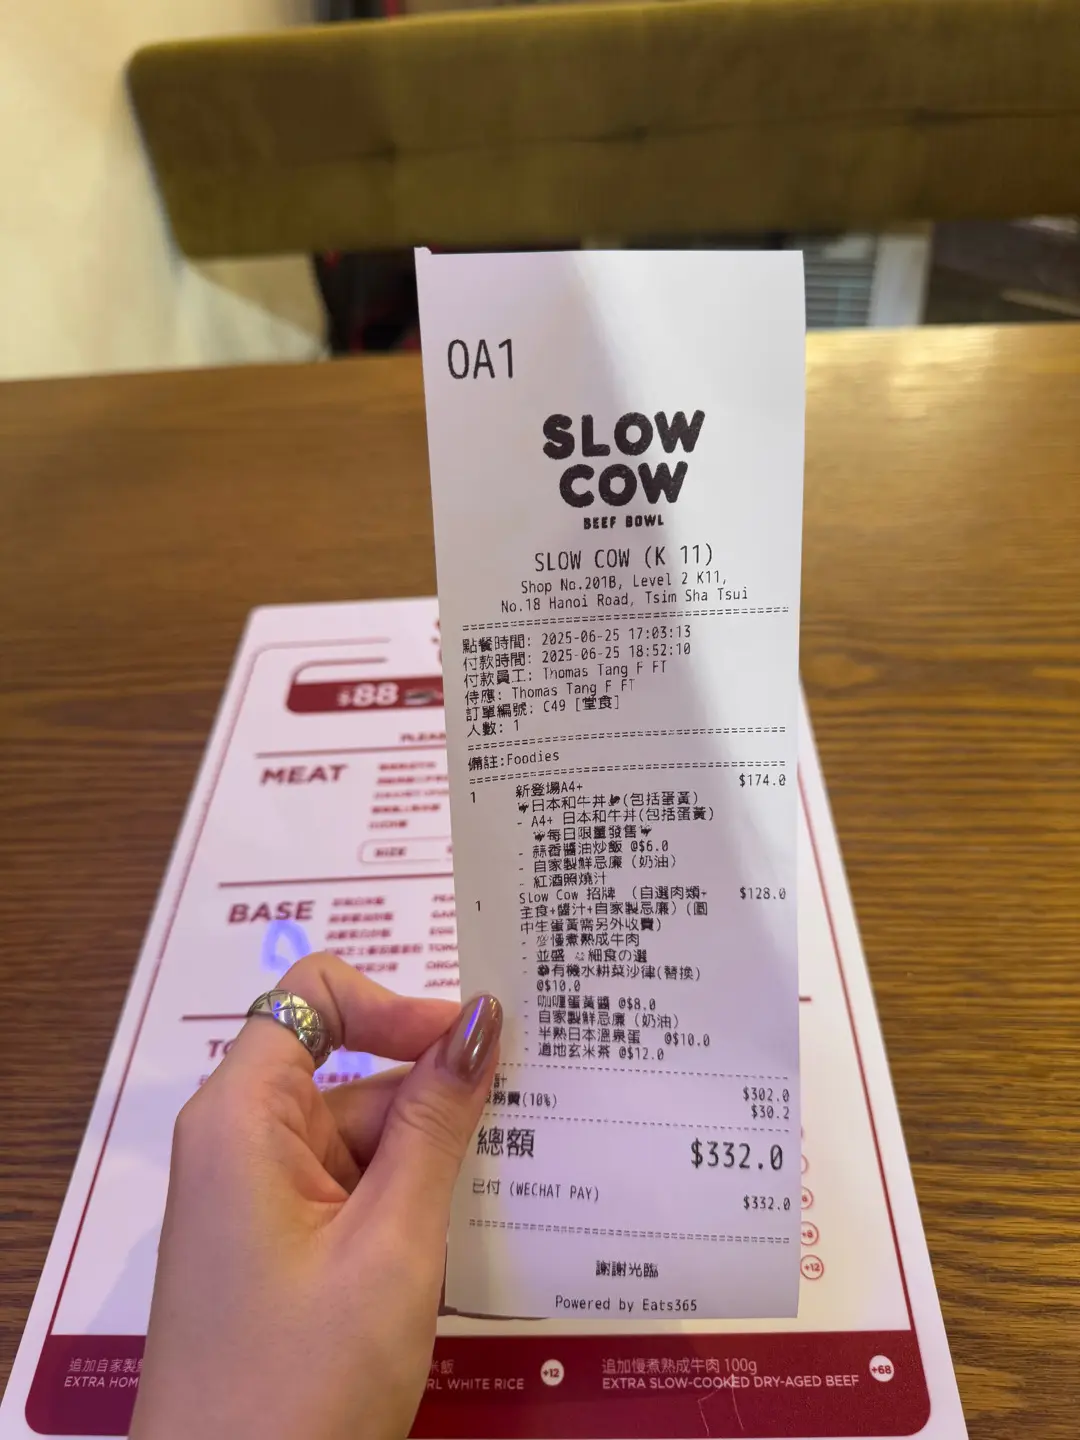 OA1
SLOW
COW
BEEF BOWL
SLOW COW (K 11)
Shop No.201B, Level 2 K11,
No.18 Hanoi Road, Tsim Sha Tsui
點餐時間: 2025-06-25 17:03:13
付款時間: 2025-06-25 18:52:10
付款員工: Thomas Tang F FT
侍應: Thomas Tang F FT
訂單編號: C49 [堂食]
人數: 1
備註:Foodies
1 新登場A4+ $174.0
日本和牛丼 (包括蛋黃)
- A4+ 日本和牛丼(包括蛋黃)
每日限量發售
- 蒜香醬油炒飯 @$6.0
- 自家製鮮忌廉 (奶油)
- 紅酒照燒汁
1 Slow Cow 招牌 (自選肉類+ $128.0
主食+醬汁+自家製忌廉)(圖
中生蛋黃需另外收費)
- 慢煮熟成牛肉
- 並盛 細食の選
- 有機水耕菜沙律(替換)
@$10.0
- 咖喱蛋黃醬 @$8.0
- 自家製鮮忌廉 (奶油)
- 半熟日本溫泉蛋 @$10.0
- 道地玄米茶 @$12.0
計 $302.0
務費(10%) $30.2
總額 $332.0
已付 (WECHAT PAY) $332.0
謝謝光臨
Powered by Eats365
$88
MEAT
SIZE
BASE
+12
追加自家製
EXTRA HOM
米飯
RL WHITE RICE +12
追加慢煮熟成牛肉 100g
EXTRA SLOW-COOKED DRY-AGED BEEF +68